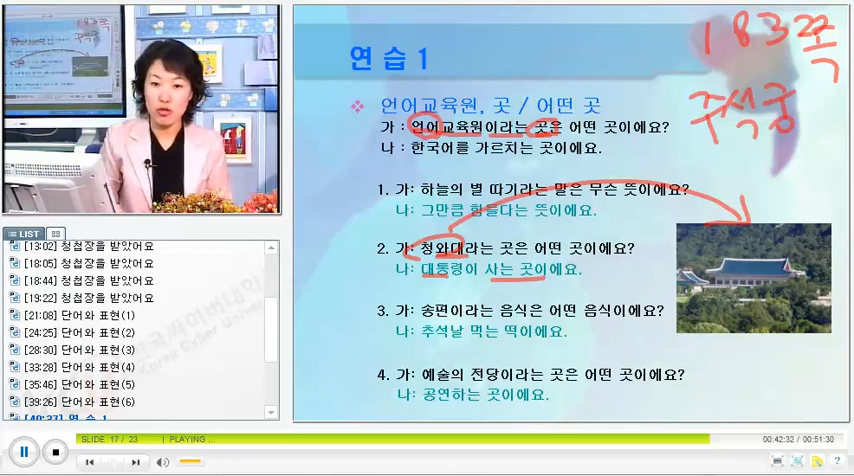 연 습 1
언어교육원, 곳 / 어떤 곳
가 : 언어교육원이라는 곳은 어떤 곳이에요?
나 : 한국어를 가르치는 곳이에요.
1. 가: 하늘의 별 따기라는 말은 무슨 뜻이에요?
나: 그만큼 힘들다는 뜻이에요.
2. 가: 청와대라는 곳은 어떤 곳이에요?
나: 대통령이 사는 곳이에요.
3. 가: 송편이라는 음식은 어떤 음식이에요?
나: 추석날 먹는 떡이에요.
4. 가: 예술의 전당이라는 곳은 어떤 곳이에요?
나: 공연하는 곳이에요.
183쪽
주석궁
LIST
[13:02] 청첩장을 받았어요
[18:05] 청첩장을 받았어요
[18:44] 청첩장을 받았어요
[19:22] 청첩장을 받았어요
[21:08] 단어와 표현(1)
[24:25] 단어와 표현(2)
[28:30] 단어와 표현(3)
[33:28] 단어와 표현(4)
[35:46] 단어와 표현(5)
[39:26] 단어와 표현(6)
[40:37] 연 습 1
SLIDE 17 / 23 | PLAYING ...
00:42:32 / 00:51:30